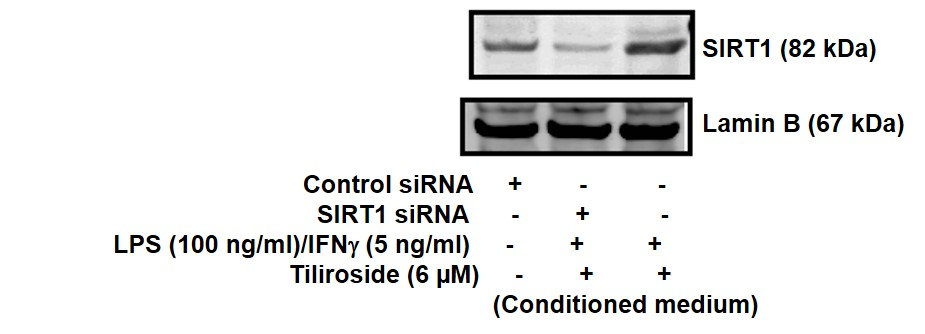 SIRT1 (82 kDa)
Lamin B (67 kDa)
Control siRNA + - -
SIRT1 siRNA - + -
LPS (100 ng/ml)/IFNγ (5 ng/ml) - + +
Tiliroside (6 µM) - + +
(Conditioned medium)